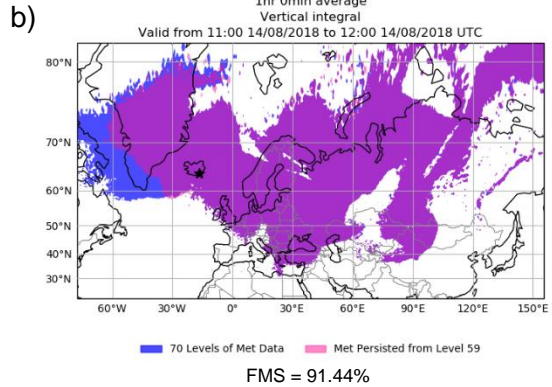 b)
1hr 0min average
Vertical integral
Valid from 11:00 14/08/2018 to 12:00 14/08/2018 UTC
80°N
70°N
60°N
50°N
40°N
30°N
60°W 30°W 0° 30°E 60°E 90°E 120°E 150°E
70 Levels of Met Data Met Persisted from Level 59
FMS = 91.44%